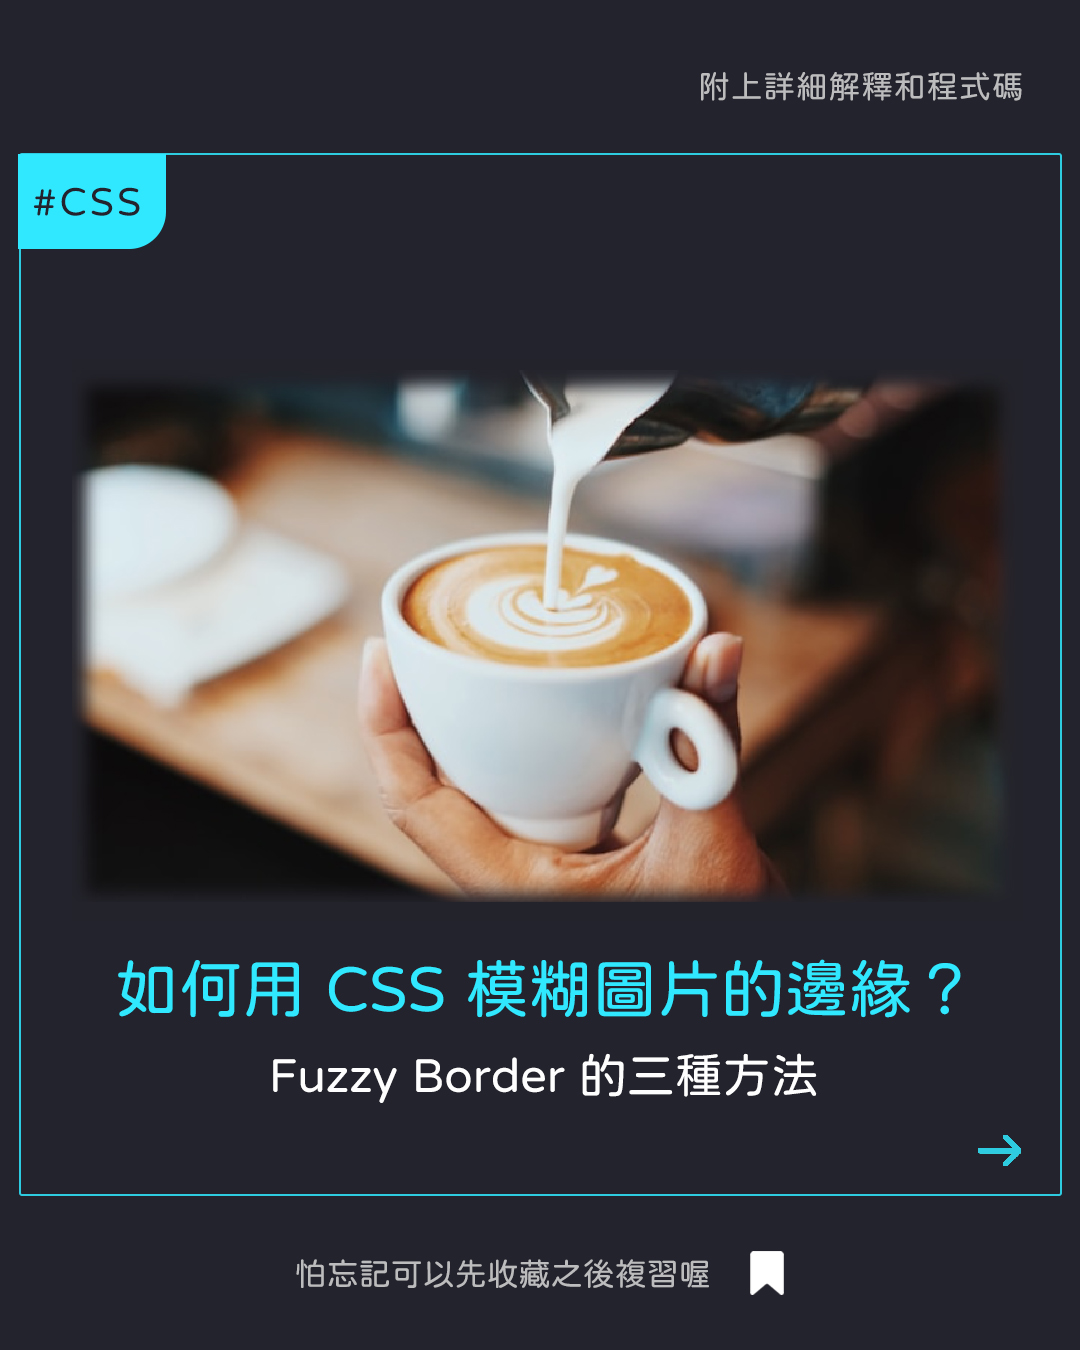 附上詳細解釋和程式碼
#CSS
如何用 CSS 模糊圖片的邊緣？
Fuzzy Border 的三種方法
怕忘記可以先收藏之後複習喔